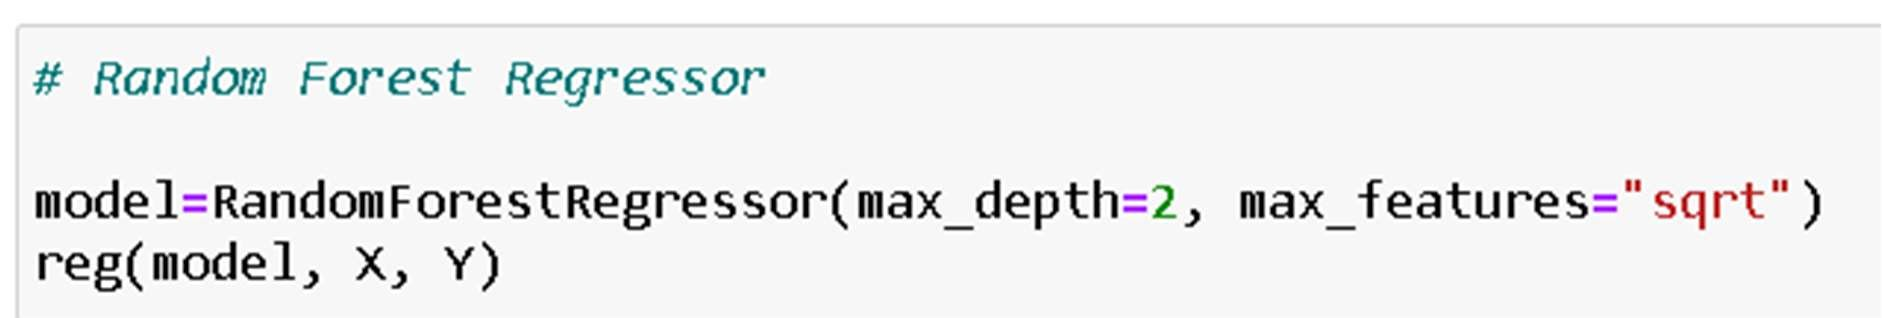 # Random Forest Regressor
model=RandomForestRegressor(max_depth=2, max_features="sqrt")
reg(model, X, Y)